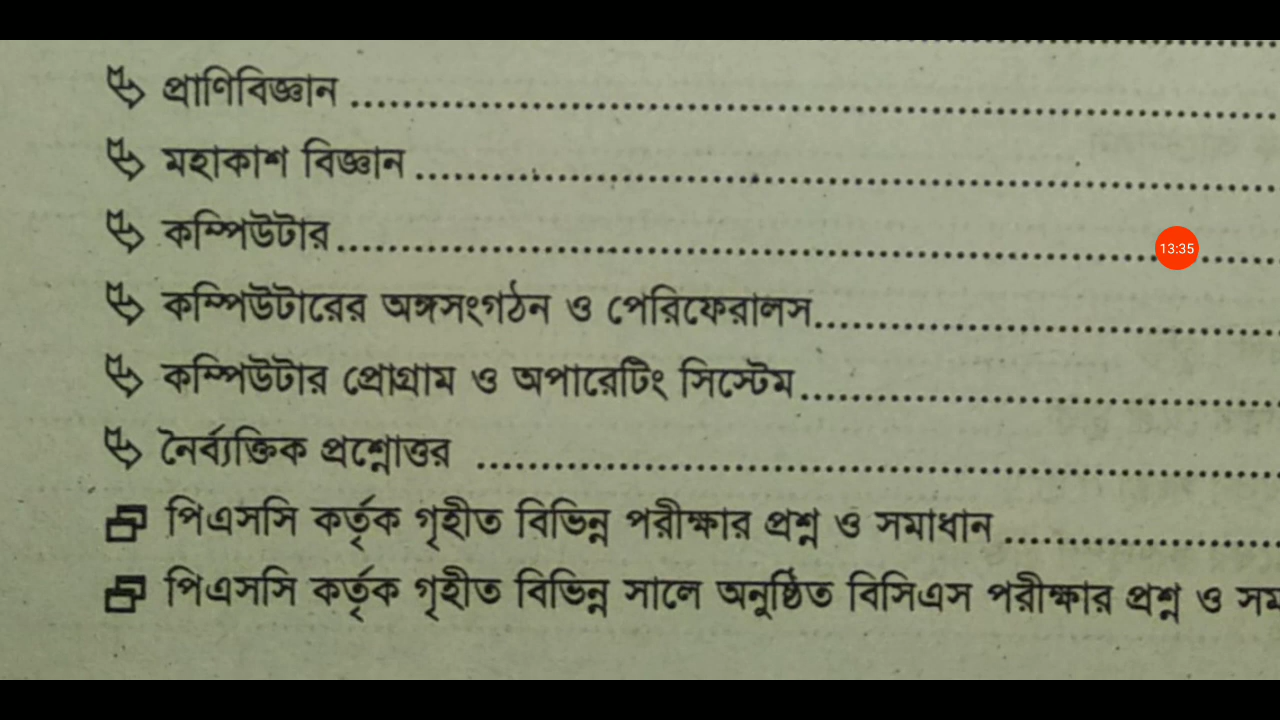 প্রাণিবিজ্ঞান
মহাকাশ বিজ্ঞান
কম্পিউটার
13:35
কম্পিউটারের অঙ্গসংগঠন ও পেরিফেরালস
কম্পিউটার প্রোগ্রাম ও অপারেটিং সিস্টেম
নৈর্ব্যক্তিক প্রশ্নোত্তর
পিএসসি কর্তৃক গৃহীত বিভিন্ন পরীক্ষার প্রশ্ন ও সমাধান
পিএসসি কর্তৃক গৃহীত বিভিন্ন সালে অনুষ্ঠিত বিসিএস পরীক্ষার প্রশ্ন ও